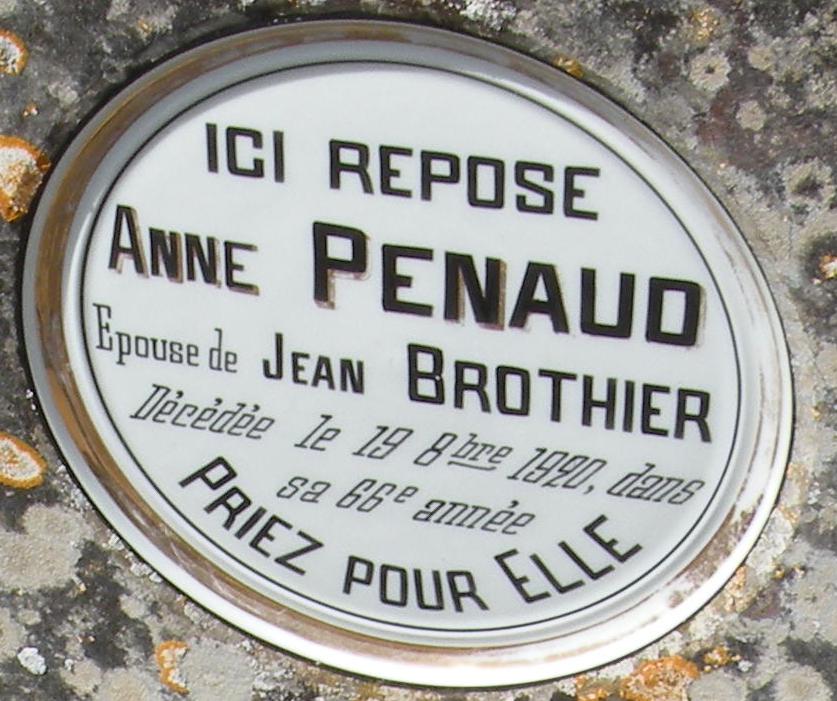 ICI REPOSE
ANNE PENAUD
Epouse de JEAN BROTHIER
Décédée le 19 8bre 1920, dans
sa 66e année
PRIEZ POUR ELLE